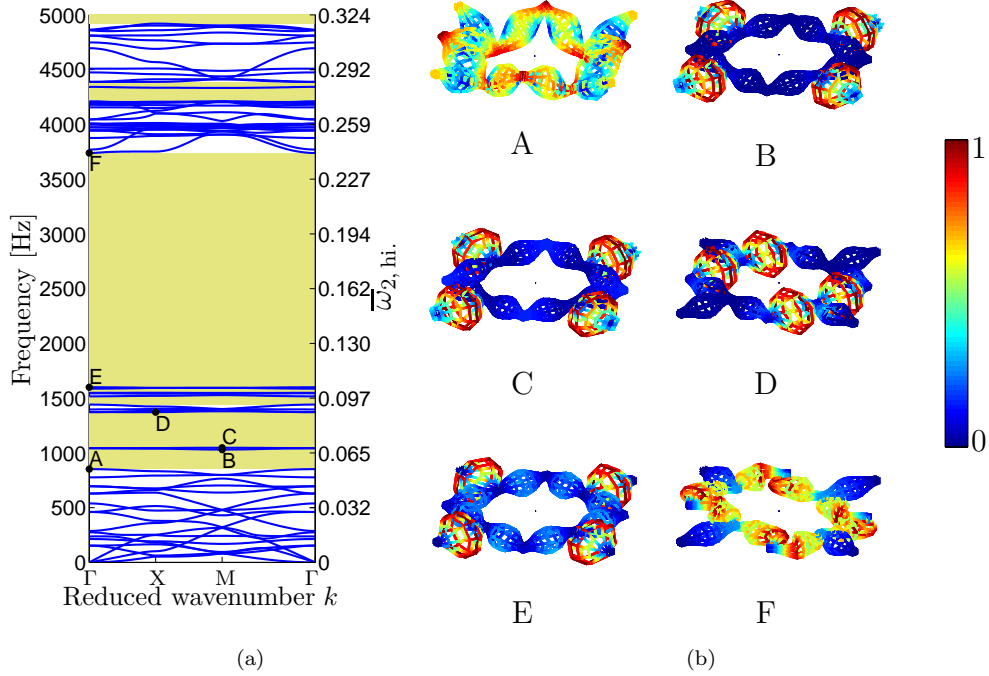 5000
4500
4000
3500
3000
2500
2000
1500
1000
500
0
Frequency [Hz]
0.324
0.292
0.259
0.227
0.194
0.162
0.130
0.097
0.065
0.032
0
ω̅2, hi.
F
E
D
C
B
A
Γ X M Γ
Reduced wavenumber k
(a)
A B
C D
E F
1
0
(b)